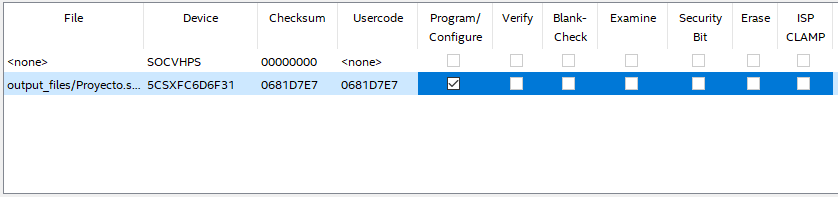 File Device Checksum Usercode Program/ Configure Verify Blank- Check Examine Security Bit Erase ISP CLAMP
<none> SOCVHPS 00000000 <none>
output_files/Proyecto.s... 5CSXFC6D6F31 0681D7E7 0681D7E7